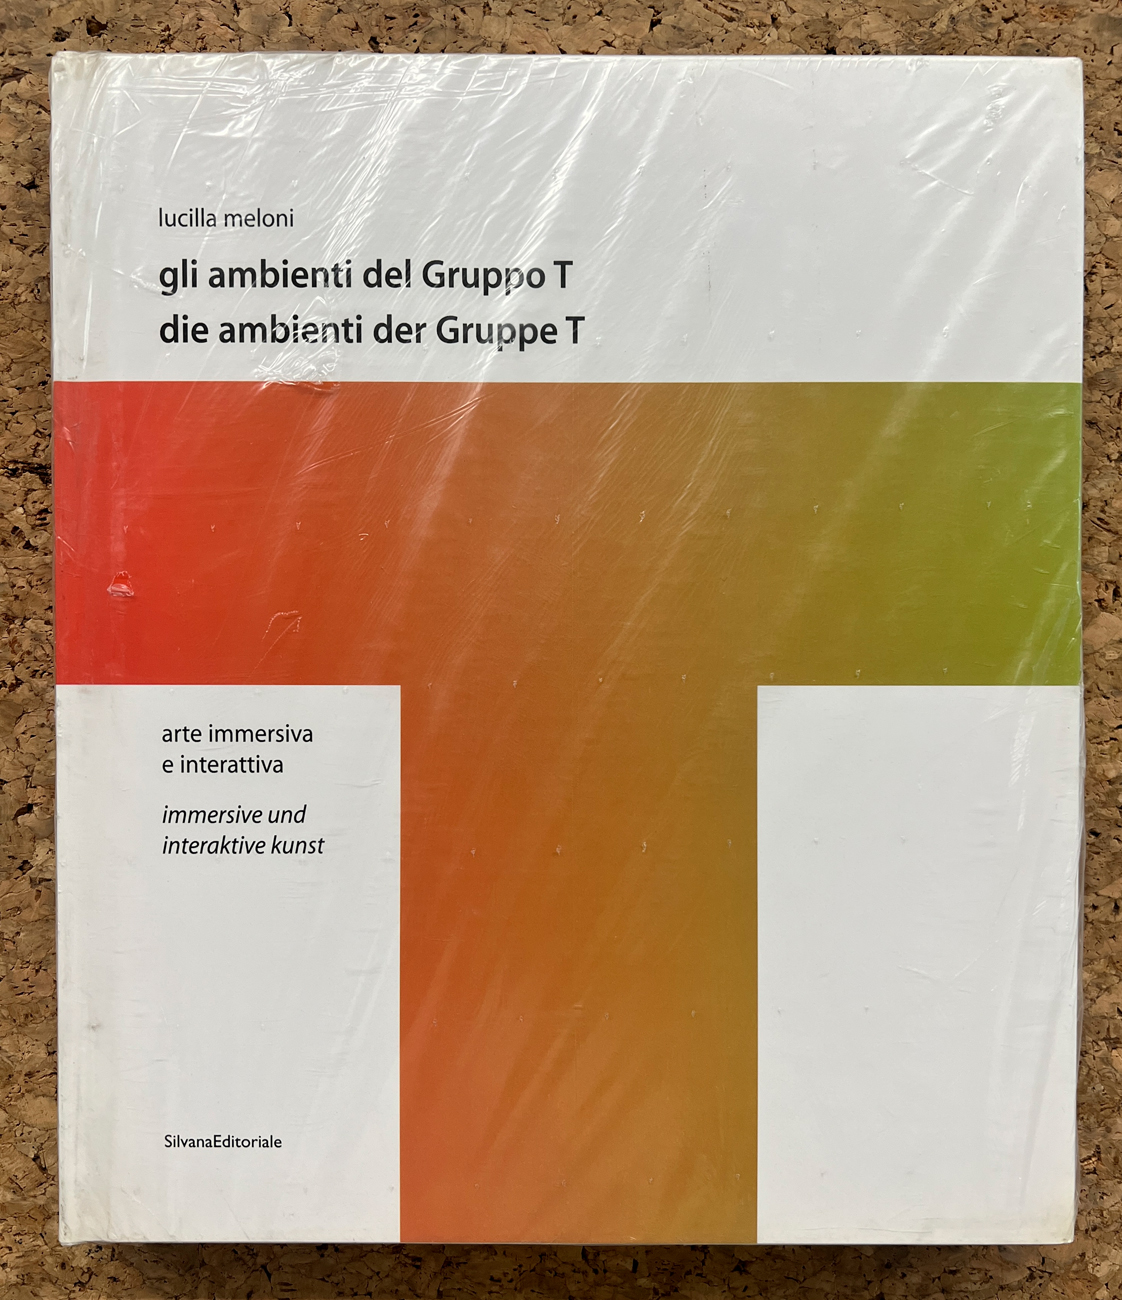 lucilla meloni
gli ambienti del Gruppo T
die ambienti der Gruppe T
arte immersiva
e interattiva
immersive und
interaktive kunst
SilvanaEditoriale